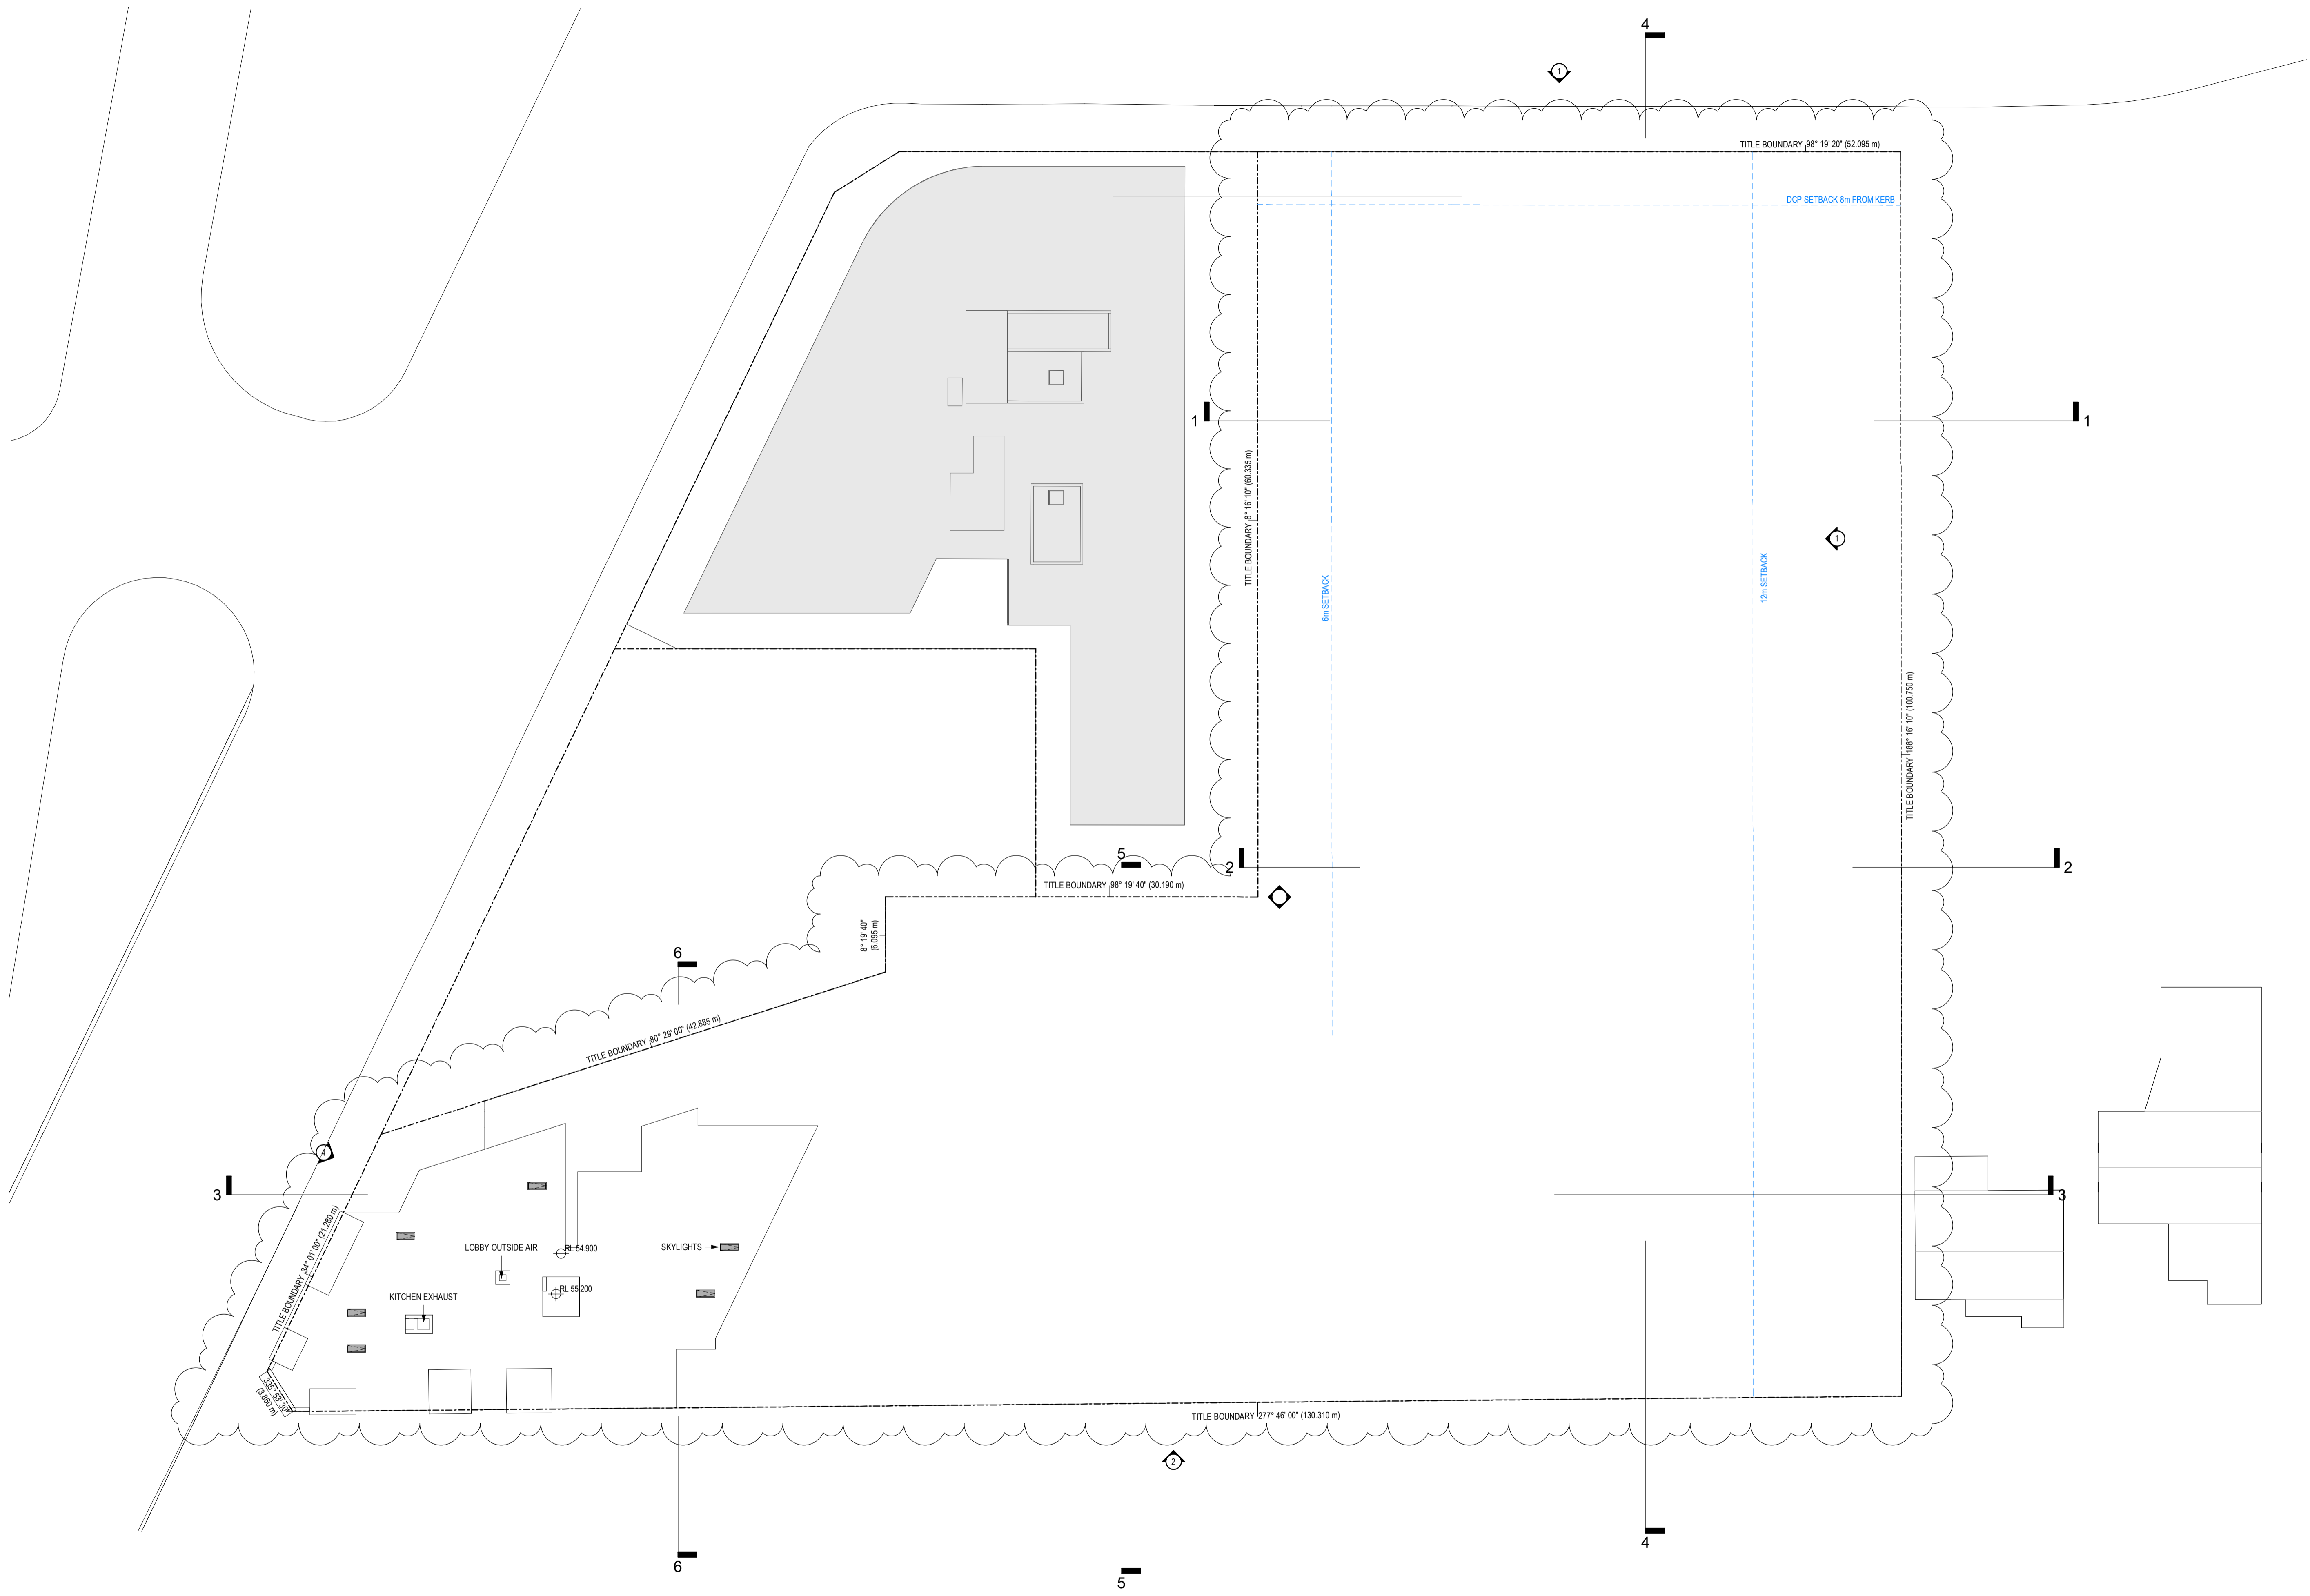 4
1
TITLE BOUNDARY 98° 19' 20" (52.095 m)
DCP SETBACK 8m FROM KERB
1
1
TITLE BOUNDARY 8° 16' 10" (60.335 m)
6m SETBACK
12m SETBACK
1
TITLE BOUNDARY 188° 16' 10" (100.750 m)
5
2
2
TITLE BOUNDARY 98° 19' 40" (30.190 m)
8° 19' 40"
(6.095 m)
6
TITLE BOUNDARY 80° 29' 00" (42.885 m)
4
3
3
TITLE BOUNDARY 34° 01' 00" (21.280 m)
LOBBY OUTSIDE AIR
RL 54.900
SKYLIGHTS
RL 55.200
KITCHEN EXHAUST
335° 53' 30"
(3.860 m)
TITLE BOUNDARY 277° 46' 00" (130.310 m)
2
4
6
5